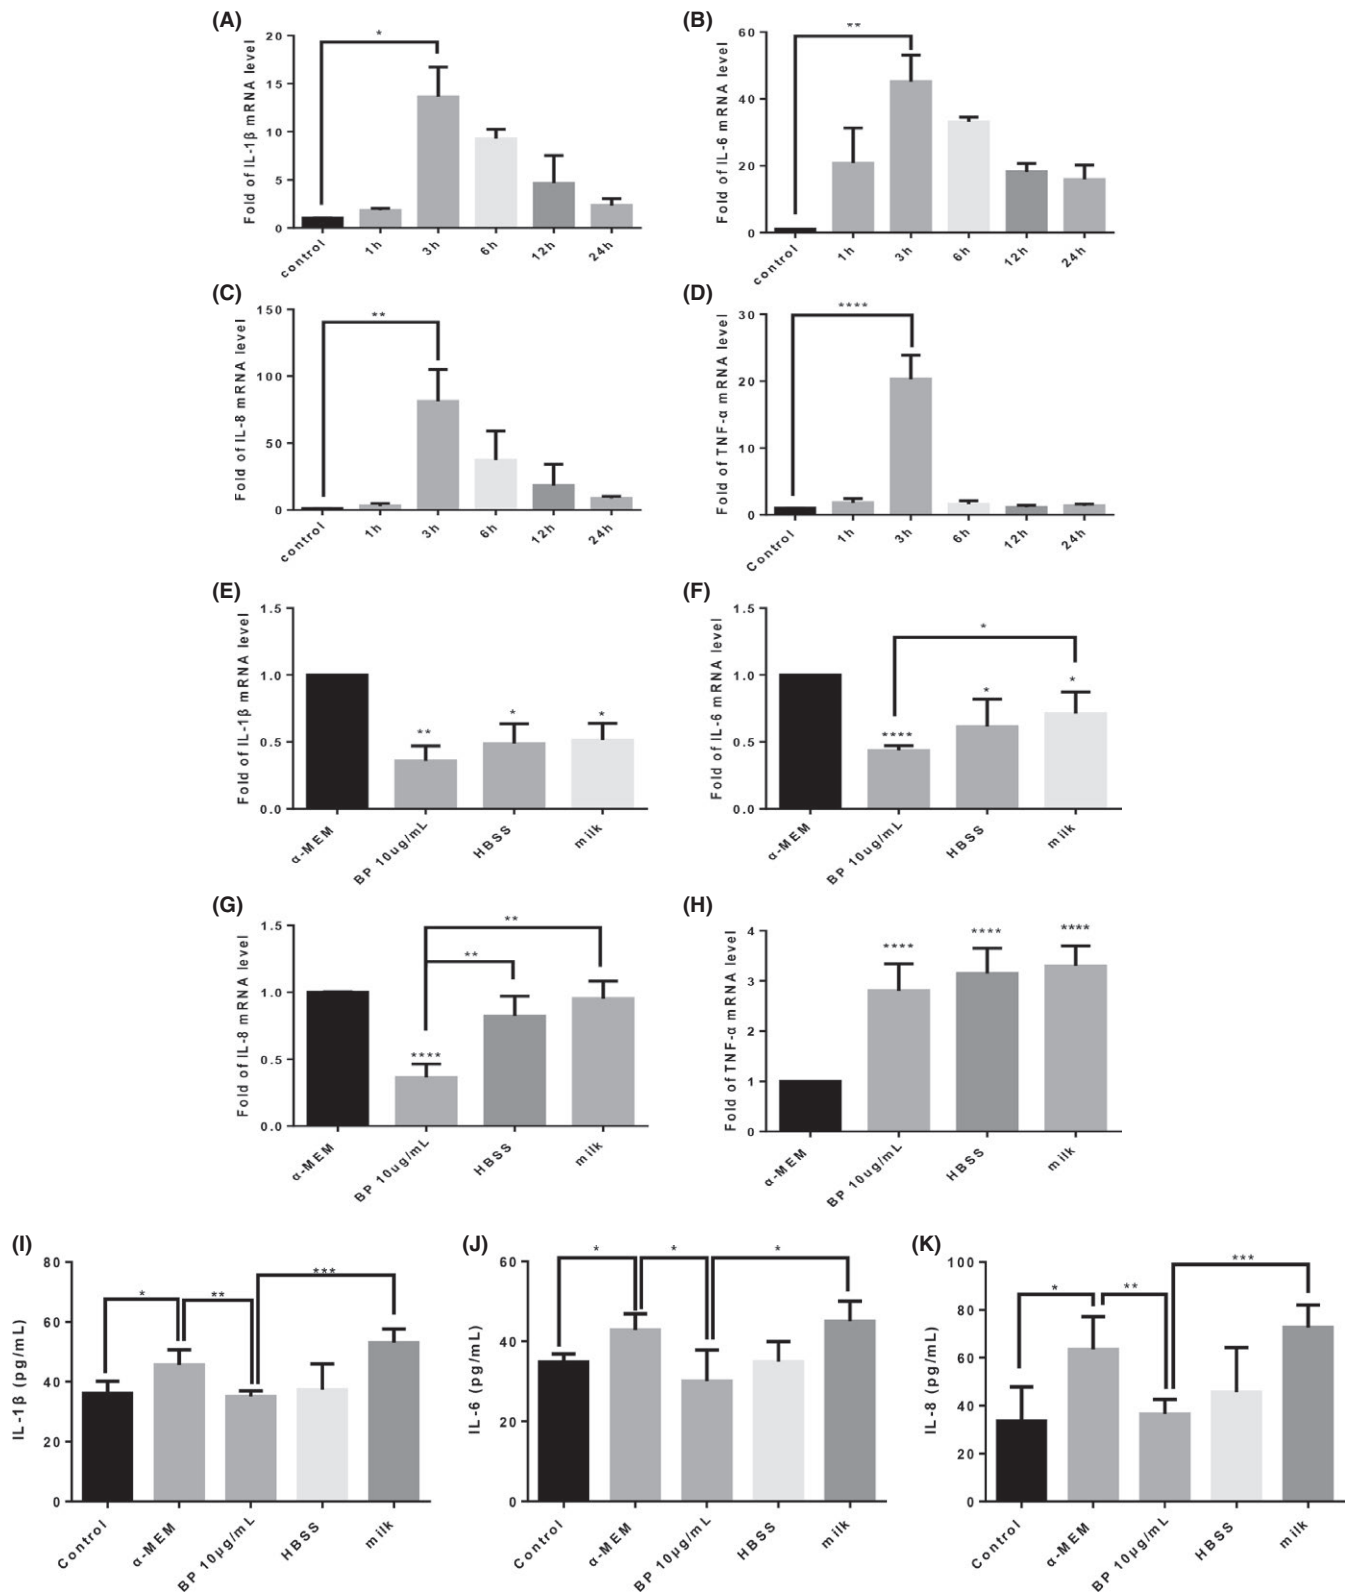 (A)
Fold of IL-1β mRNA level
20
15
10
5
0
*
control
1h
3h
6h
12h
24h
(B)
Fold of IL-6 mRNA level
60
40
20
0
**
control
1h
3h
6h
12h
24h
(C)
Fold of IL-8 mRNA level
150
100
50
0
**
control
1h
3h
6h
12h
24h
(D)
Fold of TNF-α mRNA level
30
20
10
0
****
Control
1h
3h
6h
12h
24h
(E)
Fold of IL-1β mRNA level
1.5
1.0
0.5
0.0
**
*
*
α-MEM
BP 10ug/mL
HBSS
milk
(F)
Fold of IL-6 mRNA level
1.5
1.0
0.5
0.0
*
****
*
*
α-MEM
BP 10ug/mL
HBSS
milk
(G)
Fold of IL-8 mRNA level
1.5
1.0
0.5
0.0
**
**
****
α-MEM
BP 10ug/mL
HBSS
milk
(H)
Fold of TNF-α mRNA level
4
3
2
1
0
****
****
****
α-MEM
BP 10ug/mL
HBSS
milk
(I)
IL-1β (pg/mL)
80
60
40
20
0
*
**
***
Control
α-MEM
BP 10μg/mL
HBSS
milk
(J)
IL-6 (pg/mL)
60
40
20
0
*
*
*
Control
α-MEM
BP 10μg/mL
HBSS
milk
(K)
IL-8 (pg/mL)
100
80
60
40
20
0
*
**
***
Control
α-MEM
BP 10μg/mL
HBSS
milk